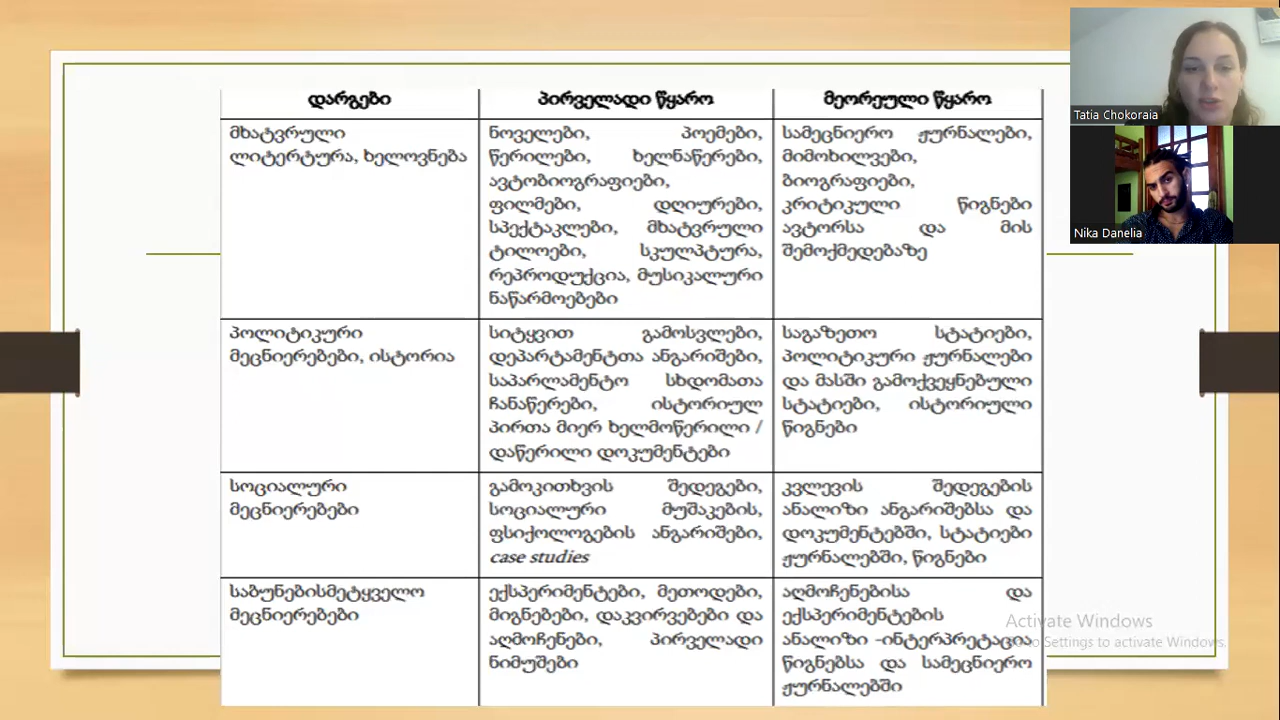 დარგები
პირველადი წყარო
მეორეული წყარო
მხატვრული
ლიტერტურა, ხელოვნება
ნოველები, პოემები,
წერილები, ხელნაწერები,
ავტობიოგრაფიები,
ფილმები, დღიურები,
სპექტაკლები, მხატვრული
ტილოები, სკულპტურა,
რეპროდუქცია, მუსიკალური
ნაწარმოებები
სამეცნიერო ჟურნალები,
მიმოხილვები,
ბიოგრაფიები,
კრიტიკული წიგნები
ავტორსა და მის
შემოქმედებაზე
პოლიტიკური
მეცნიერებები, ისტორია
სიტყვით გამოსვლები,
დეპარტამენტთა ანგარიშები,
საპარლამენტო სხდომათა
ჩანაწერები, ისტორიულ
პირთა მიერ ხელმოწერილი /
დაწერილი დოკუმენტები
საგაზეთო სტატიები,
პოლიტიკური ჟურნალები
და მასში გამოქვეყნებული
სტატიები, ისტორიული
წიგნები
სოციალური
მეცნიერებები
გამოკითხვის შედეგები,
სოციალური მუშაკების,
ფსიქოლოგების ანგარიშები,
case studies
კვლევის შედეგების
ანალიზი ანგარიშებსა და
დოკუმენტებში, სტატიები
ჟურნალებში, წიგნები
საბუნებისმეტყველო
მეცნიერებები
ექსპერიმენტები, მეთოდები,
მიგნებები, დაკვირვებები და
აღმოჩენები, პირველადი
ნიმუშები
აღმოჩენებისა და
ექსპერიმენტების
ანალიზი -ინტერპრეტაცია
წიგნებსა და სამეცნიერო
ჟურნალებში
Tatia Chokoraia
Nika Danelia
Activate Windows
to Settings to activate Windows.